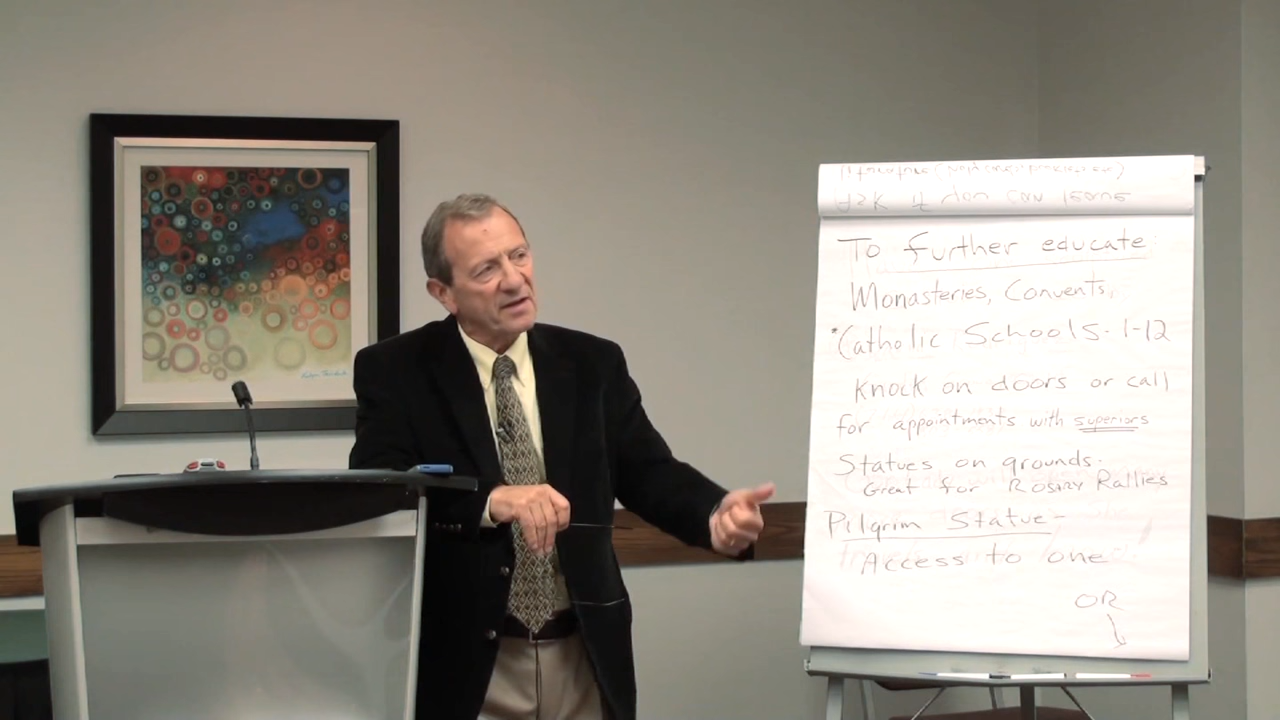 To further educate
Monasteries, Convents,
*Catholic Schools - 1-12
Knock on doors or call
for appointments with superiors
Statues on grounds.
Great for Rosary Rallies
Pilgrim Statue -
Access to one
OR